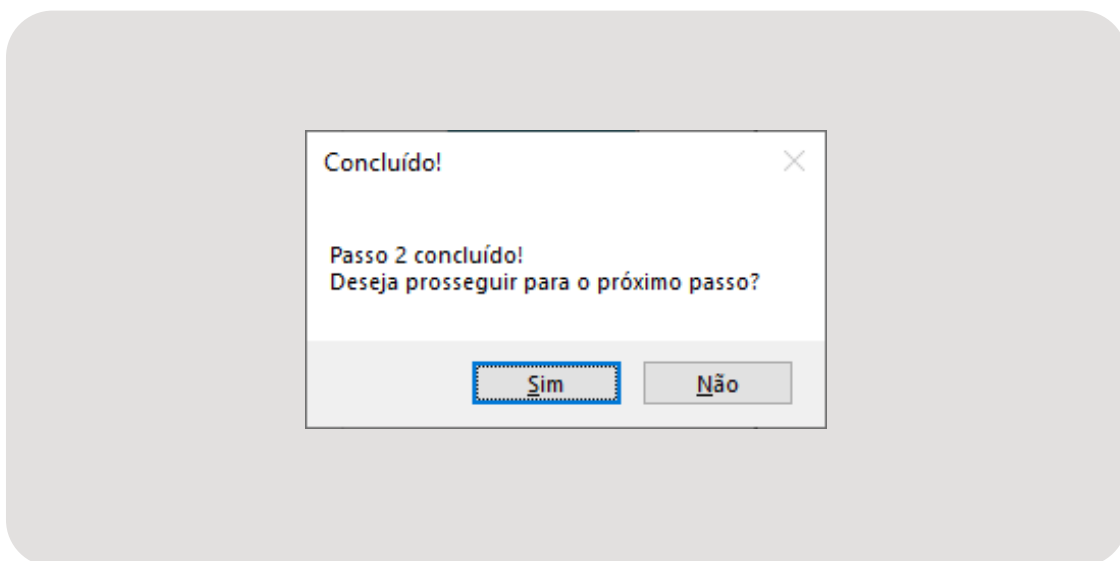 Concluído!
Passo 2 concluído!
Deseja prosseguir para o próximo passo?
Sim
Não